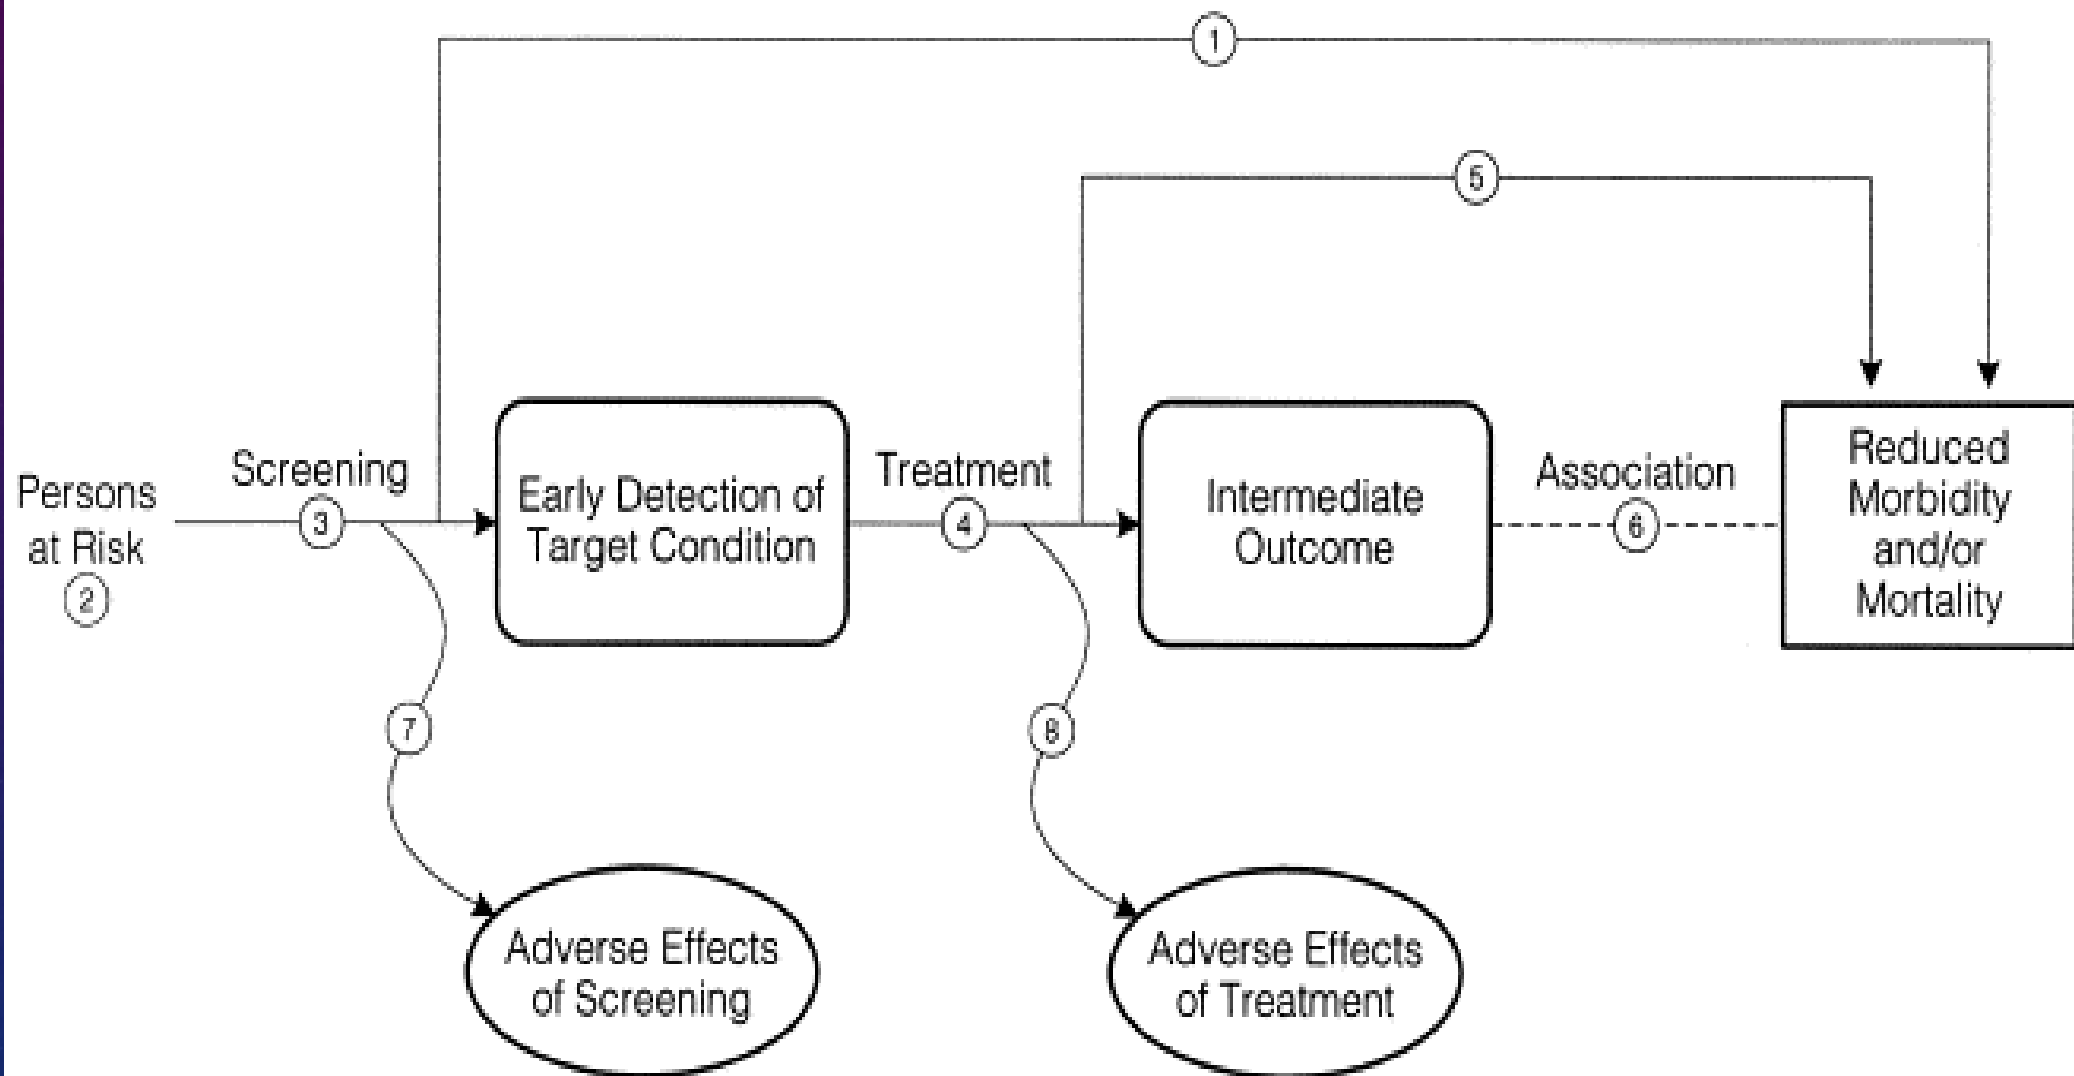 1
5
Persons
at Risk
2
Screening
3
Early Detection of
Target Condition
Treatment
4
Intermediate
Outcome
Association
6
Reduced
Morbidity
and/or
Mortality
7
8
Adverse Effects
of Screening
Adverse Effects
of Treatment